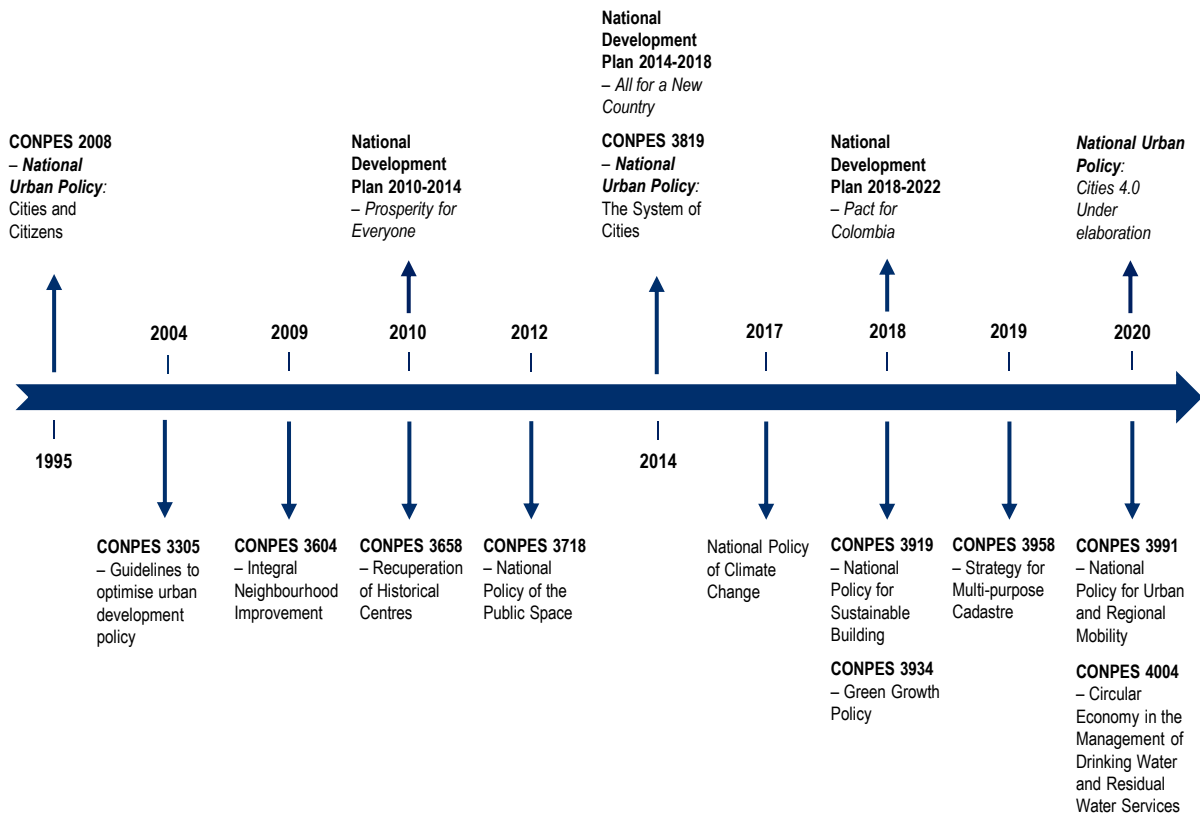 National
Development
Plan 2014-2018
– All for a New
Country
CONPES 2008
– National
Urban Policy:
Cities and
Citizens
National
Development
Plan 2010-2014
– Prosperity for
Everyone
CONPES 3819
– National
Urban Policy:
The System of
Cities
National
Development
Plan 2018-2022
– Pact for
Colombia
National Urban
Policy:
Cities 4.0
Under
elaboration
2004
2009
2010
2012
2017
2018
2019
2020
1995
2014
CONPES 3305
– Guidelines to
optimise urban
development
policy
CONPES 3604
– Integral
Neighbourhood
Improvement
CONPES 3658
– Recuperation
of Historical
Centres
CONPES 3718
– National
Policy of the
Public Space
National Policy
of Climate
Change
CONPES 3919
– National
Policy for
Sustainable
Building
CONPES 3934
– Green Growth
Policy
CONPES 3958
– Strategy for
Multi-purpose
Cadastre
CONPES 3991
– National
Policy for Urban
and Regional
Mobility
CONPES 4004
– Circular
Economy in the
Management of
Drinking Water
and Residual
Water Services